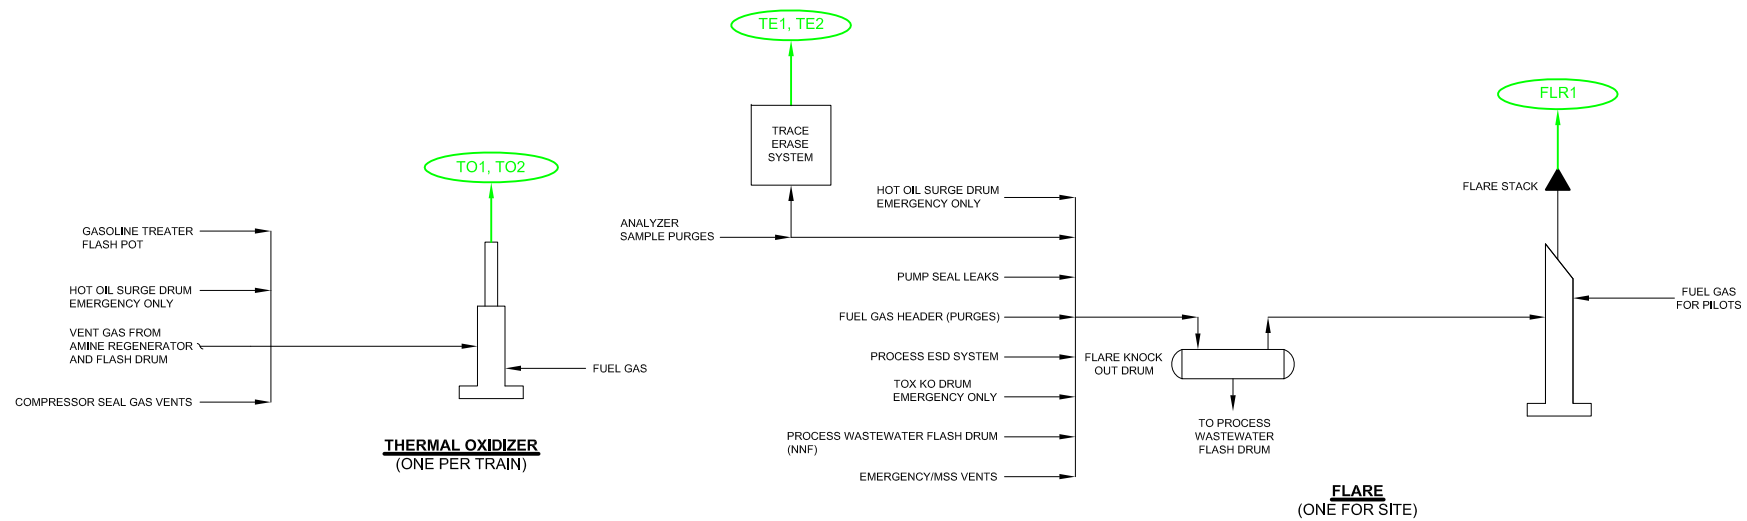 TE1, TE2
TRACE
ERASE
SYSTEM
FLR1
FLARE STACK
TO1, TO2
GASOLINE TREATER
FLASH POT
HOT OIL SURGE DRUM
EMERGENCY ONLY
VENT GAS FROM
AMINE REGENERATOR
AND FLASH DRUM
COMPRESSOR SEAL GAS VENTS
FUEL GAS
THERMAL OXIDIZER
(ONE PER TRAIN)
HOT OIL SURGE DRUM
EMERGENCY ONLY
ANALYZER
SAMPLE PURGES
PUMP SEAL LEAKS
FUEL GAS HEADER (PURGES)
PROCESS ESD SYSTEM
TOX KO DRUM
EMERGENCY ONLY
PROCESS WASTEWATER FLASH DRUM
(NNF)
EMERGENCY/MSS VENTS
FLARE KNOCK
OUT DRUM
TO PROCESS
WASTEWATER
FLASH DRUM
FUEL GAS
FOR PILOTS
FLARE
(ONE FOR SITE)